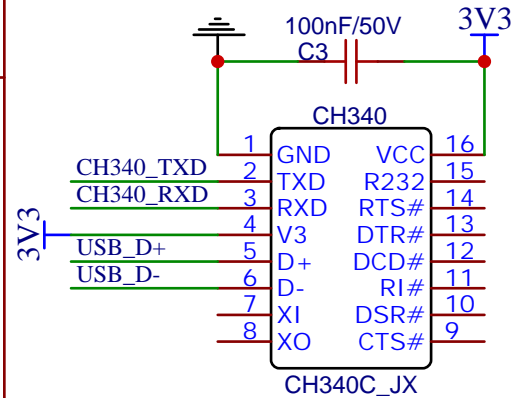 100nF/50V
3V3
C3
CH340
1 GND VCC 16
CH340_TXD 2 TXD R232 15
CH340_RXD 3 RXD RTS# 14
3V3 4 V3 DTR# 13
USB_D+ 5 D+ DCD# 12
USB_D- 6 D- RI# 11
7 XI DSR# 10
8 XO CTS# 9
CH340C_JX